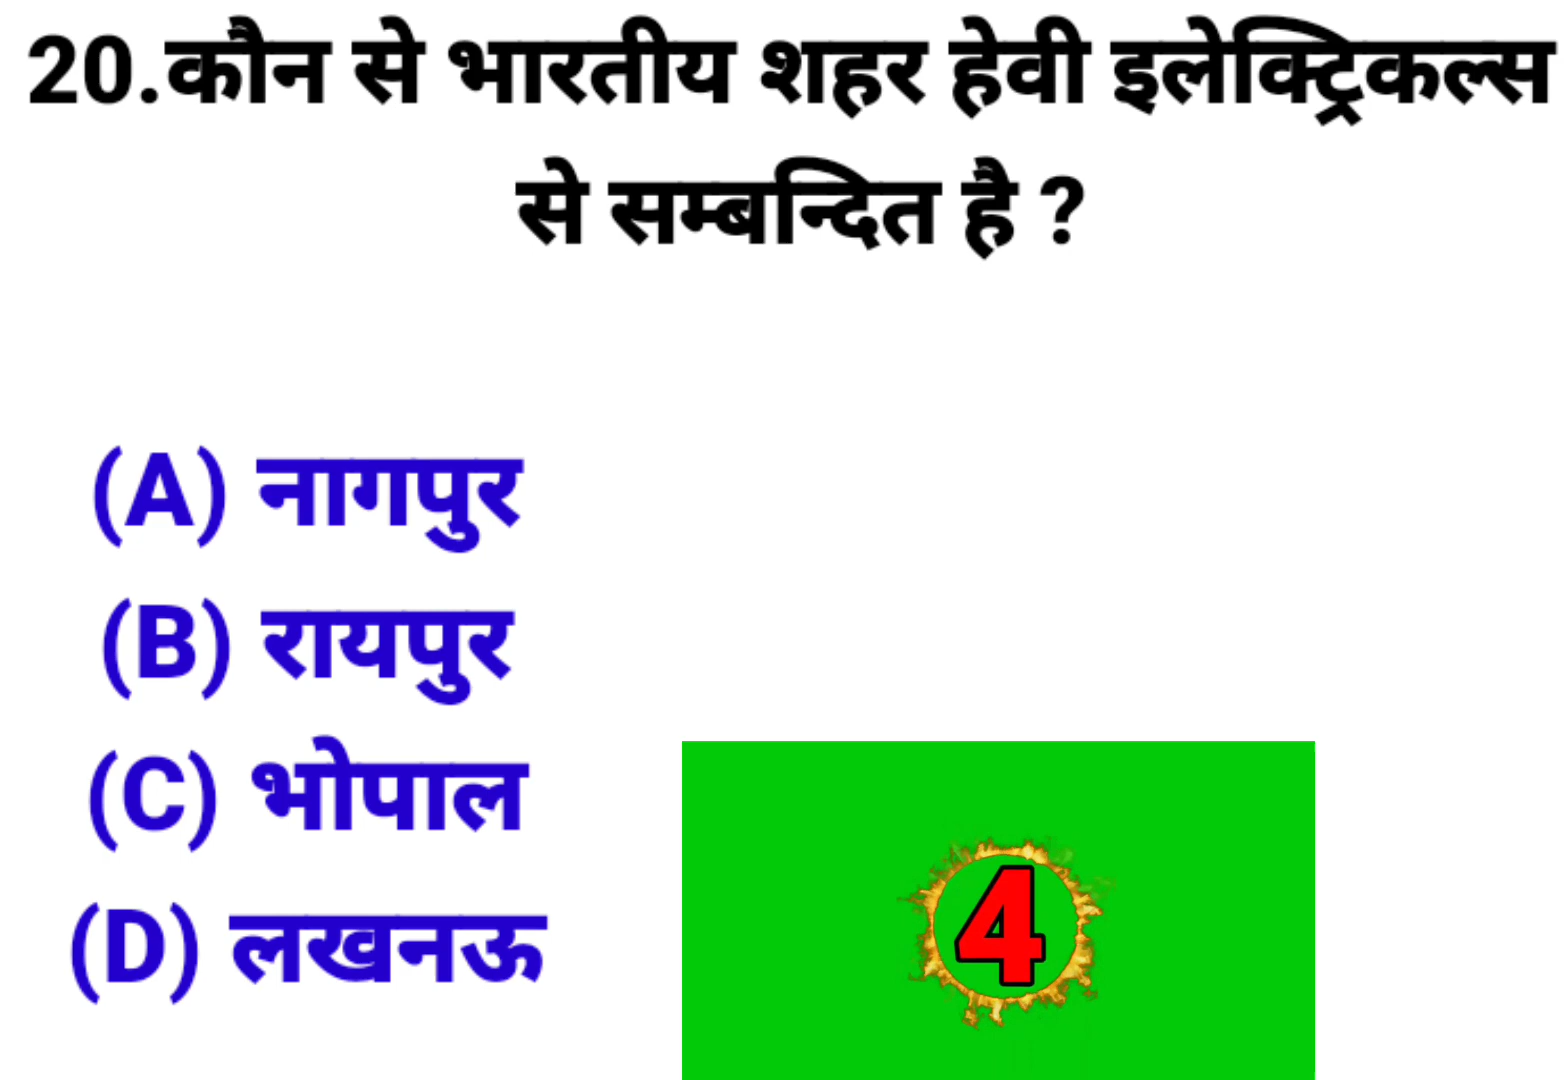 20.कौन से भारतीय शहर हेवी इलेक्ट्रिकल्स
से सम्बन्दित है ?
(A) नागपुर
(B) रायपुर
(C) भोपाल
(D) लखनऊ
4